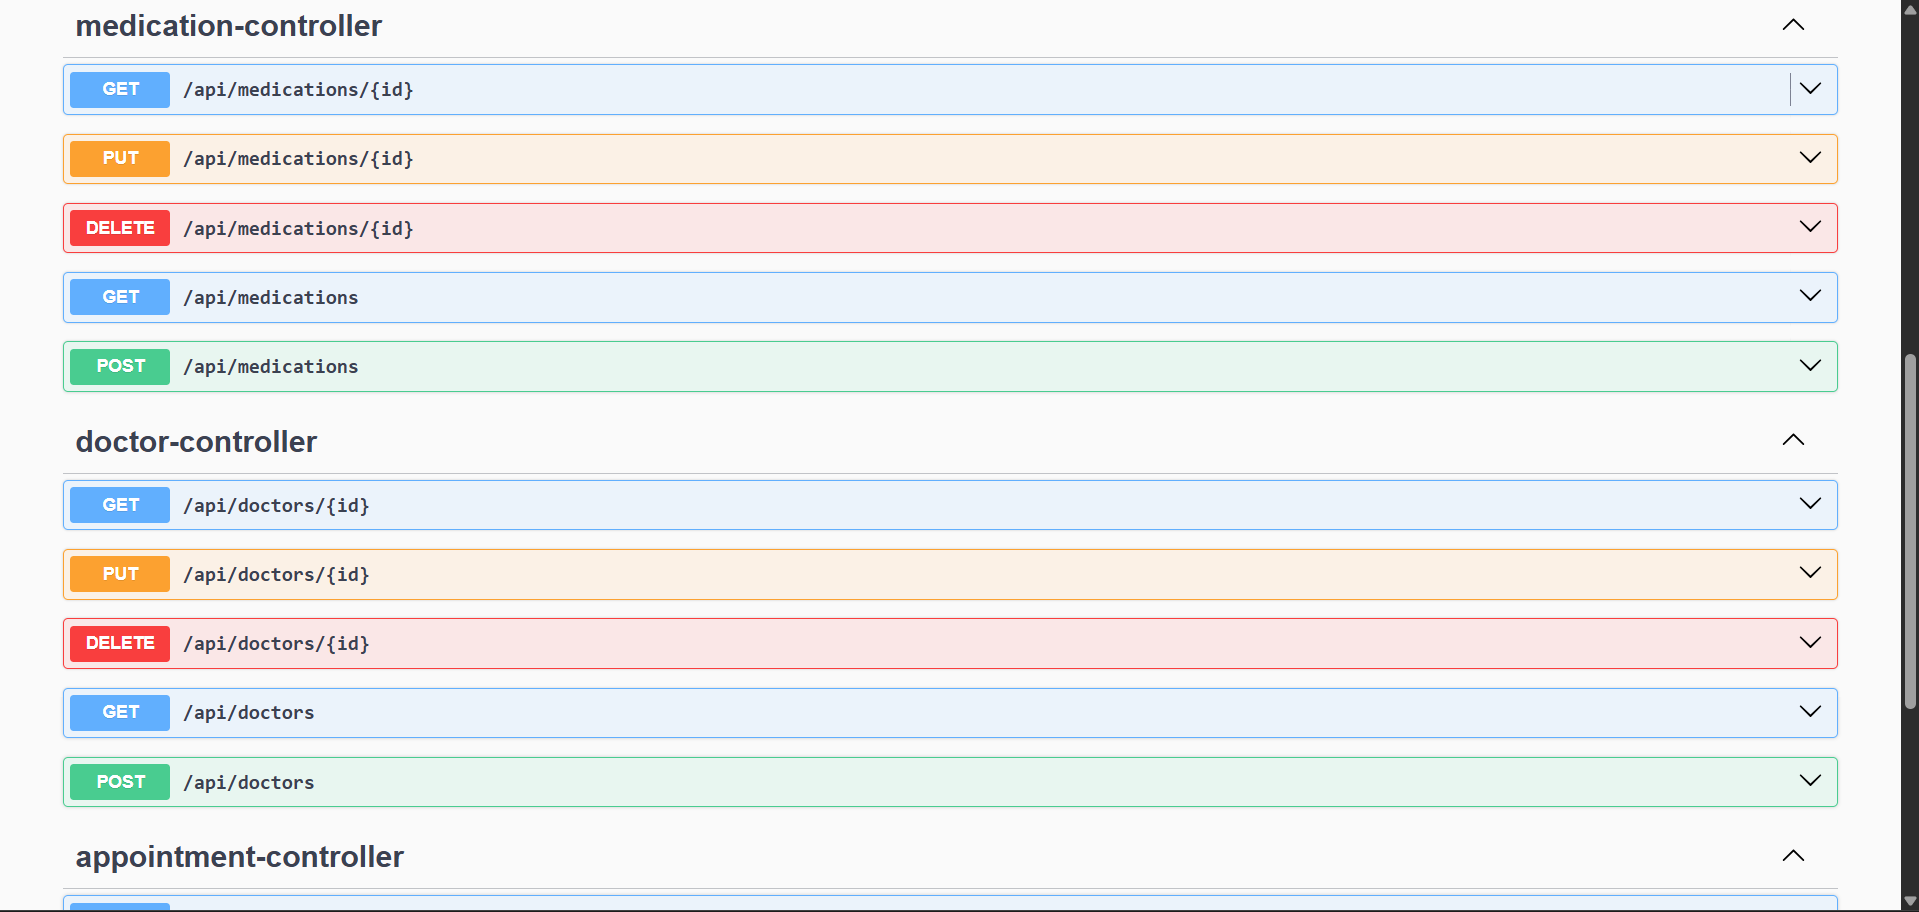 medication-controller
GET /api/medications/{id}
PUT /api/medications/{id}
DELETE /api/medications/{id}
GET /api/medications
POST /api/medications
doctor-controller
GET /api/doctors/{id}
PUT /api/doctors/{id}
DELETE /api/doctors/{id}
GET /api/doctors
POST /api/doctors
appointment-controller